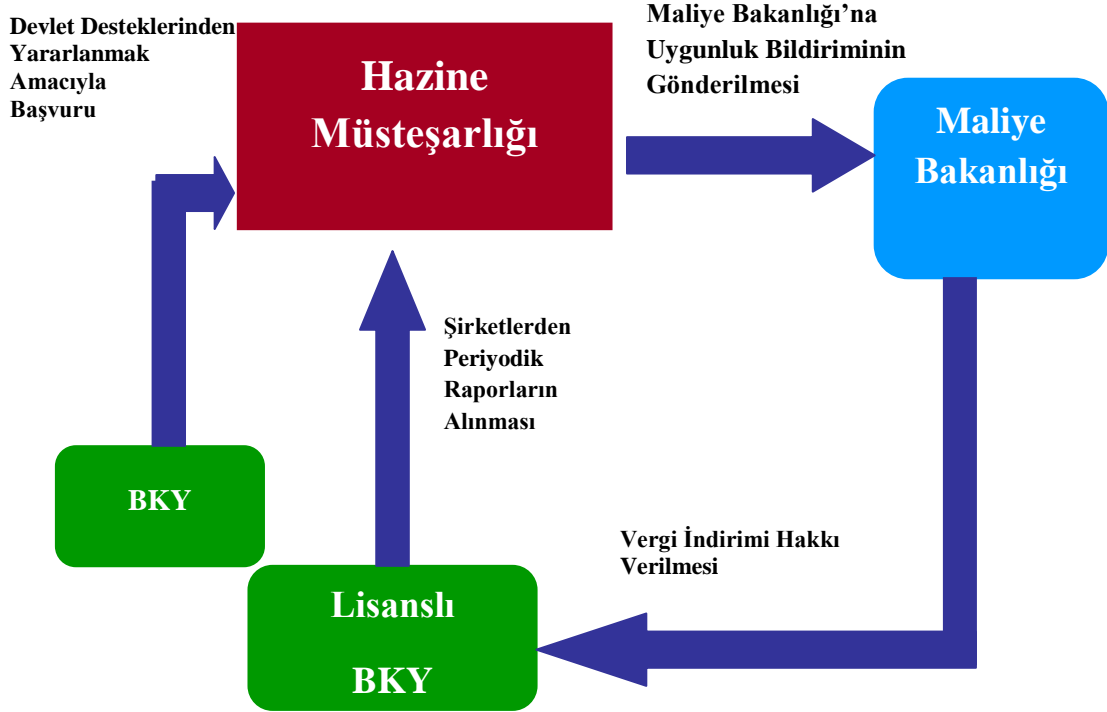 Devlet Desteklerinden
Yararlanmak
Amacıyla
Başvuru
Hazine
Müsteşarlığı
Maliye Bakanlığı’na
Uygunluk Bildiriminin
Gönderilmesi
Maliye
Bakanlığı
Şirketlerden
Periyodik
Raporların
Alınması
BKY
Vergi İndirimi Hakkı
Verilmesi
Lisanslı
BKY